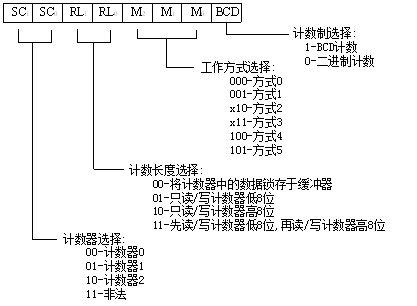 SC SC RL RL M M M BCD
计数制选择:
1-BCD计数
0-二进制计数
工作方式选择:
000-方式0
001-方式1
x10-方式2
x11-方式3
100-方式4
101-方式5
计数长度选择:
00-将计数器中的数据锁存于缓冲器
01-只读/写计数器低8位
10-只读/写计数器高8位
11-先读/写计数器低8位,再读/写计数器高8位
计数器选择:
00-计数器0
01-计数器1
10-计数器2
11-非法